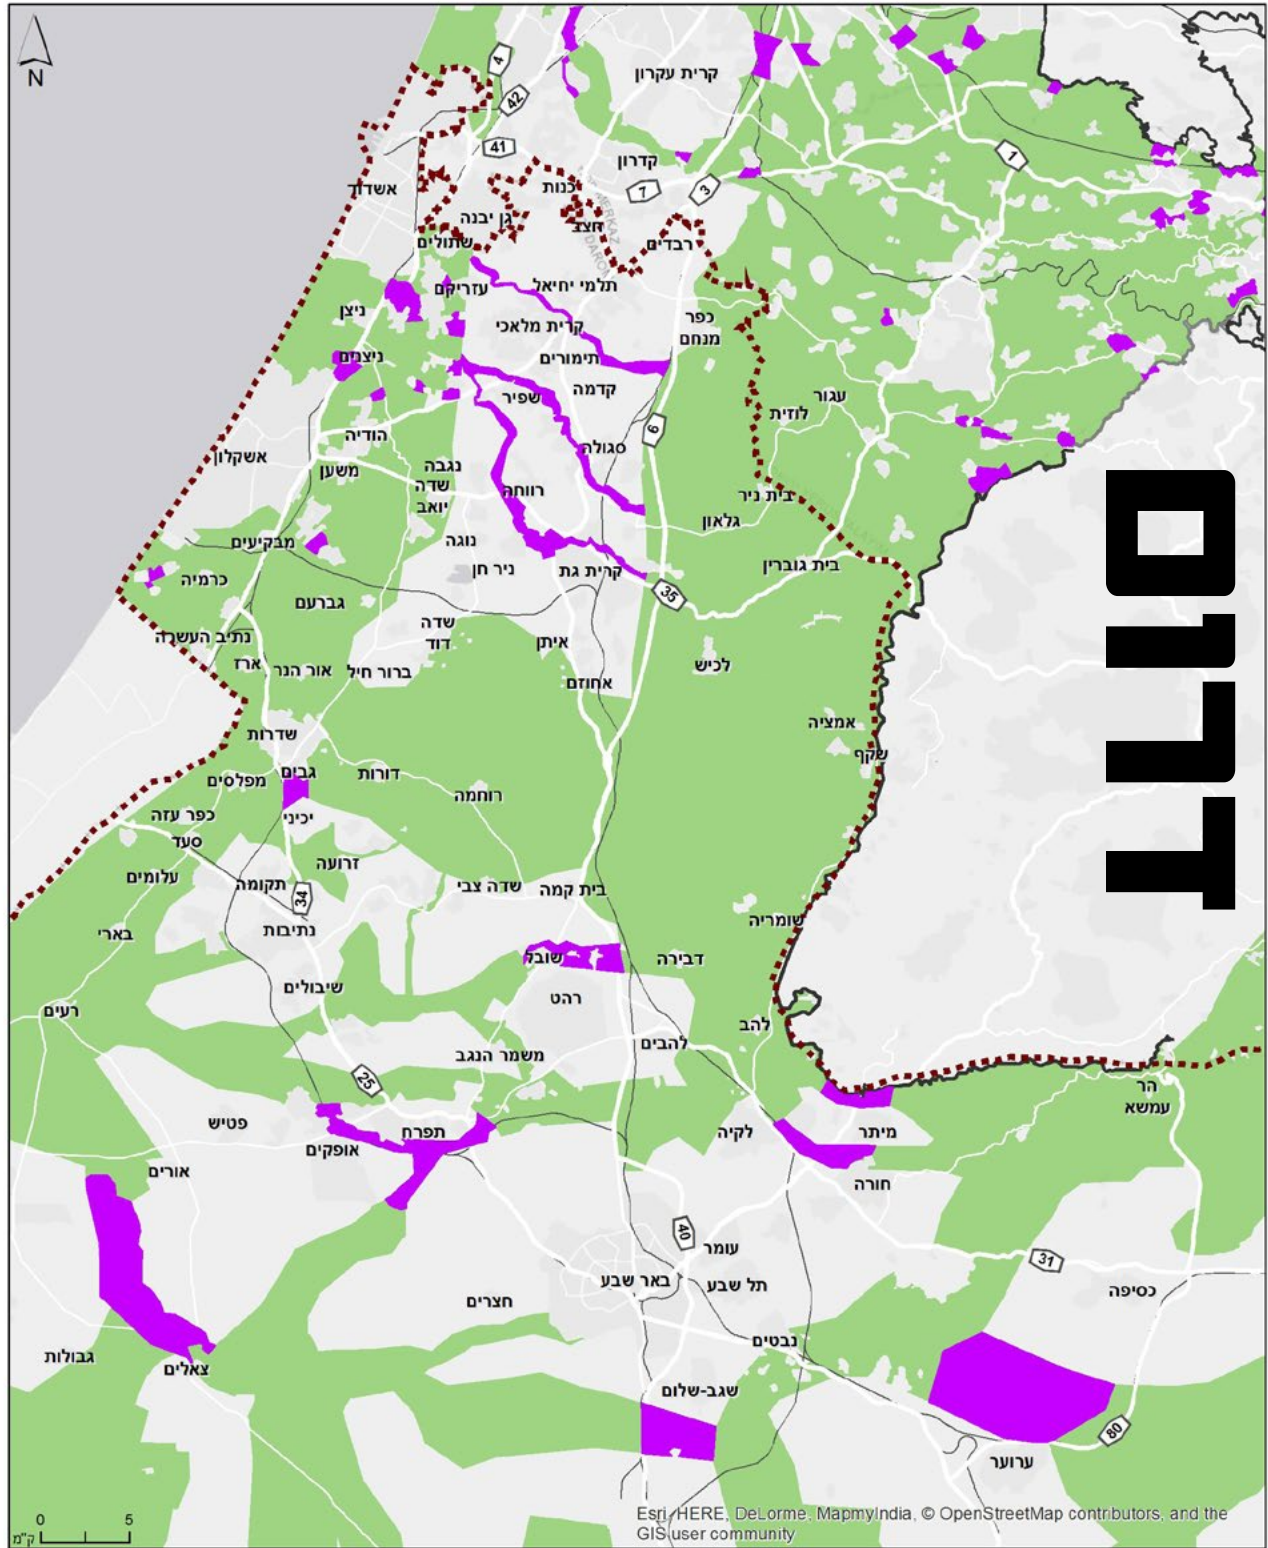 N
4
42
קרית עקרון
41
1
קדרון
כנות
7
3
אשדוד
גן יבנה
חצב
MERKAZ
DAROM
שתולים
רבדים
עזריקם
תלמי יחיאל
ניצן
קרית מלאכי
כפר
מנחם
ניצנים
תימורים
קדמה
שפיר
עגור
לוזית
הודיה
6
סגולה
אשקלון
משען
נגבה
שדה
יואב
רווחה
בית ניר
גלאון
מבקיעים
נוגה
ניר חן
קרית גת
בית גוברין
כרמיה
35
גברעם
שדה
דוד
נתיב העשרה
איתן
ארז
אור הנר
ברור חיל
לכיש
אחוזם
שדרות
אמציה
שקף
גבים
מפלסים
דורות
רוחמה
כפר עזה
יכיני
סעד
זרועה
עלומים
תקומה
34
שדה צבי
בית קמה
נתיבות
שומריה
בארי
שובל
דבירה
שיבולים
רהט
רעים
להב
להבים
משמר הנגב
25
הר
עמשא
פטיש
תפרח
לקיה
מיתר
אופקים
אורים
חורה
40
עומר
31
באר שבע
תל שבע
כסיפה
חצרים
נבטים
גבולות
צאלים
שגב-שלום
80
ערוער
דרום
0 5
ק"מ
Esri, HERE, DeLorme, MapmyIndia, © OpenStreetMap contributors, and the
GIS user community